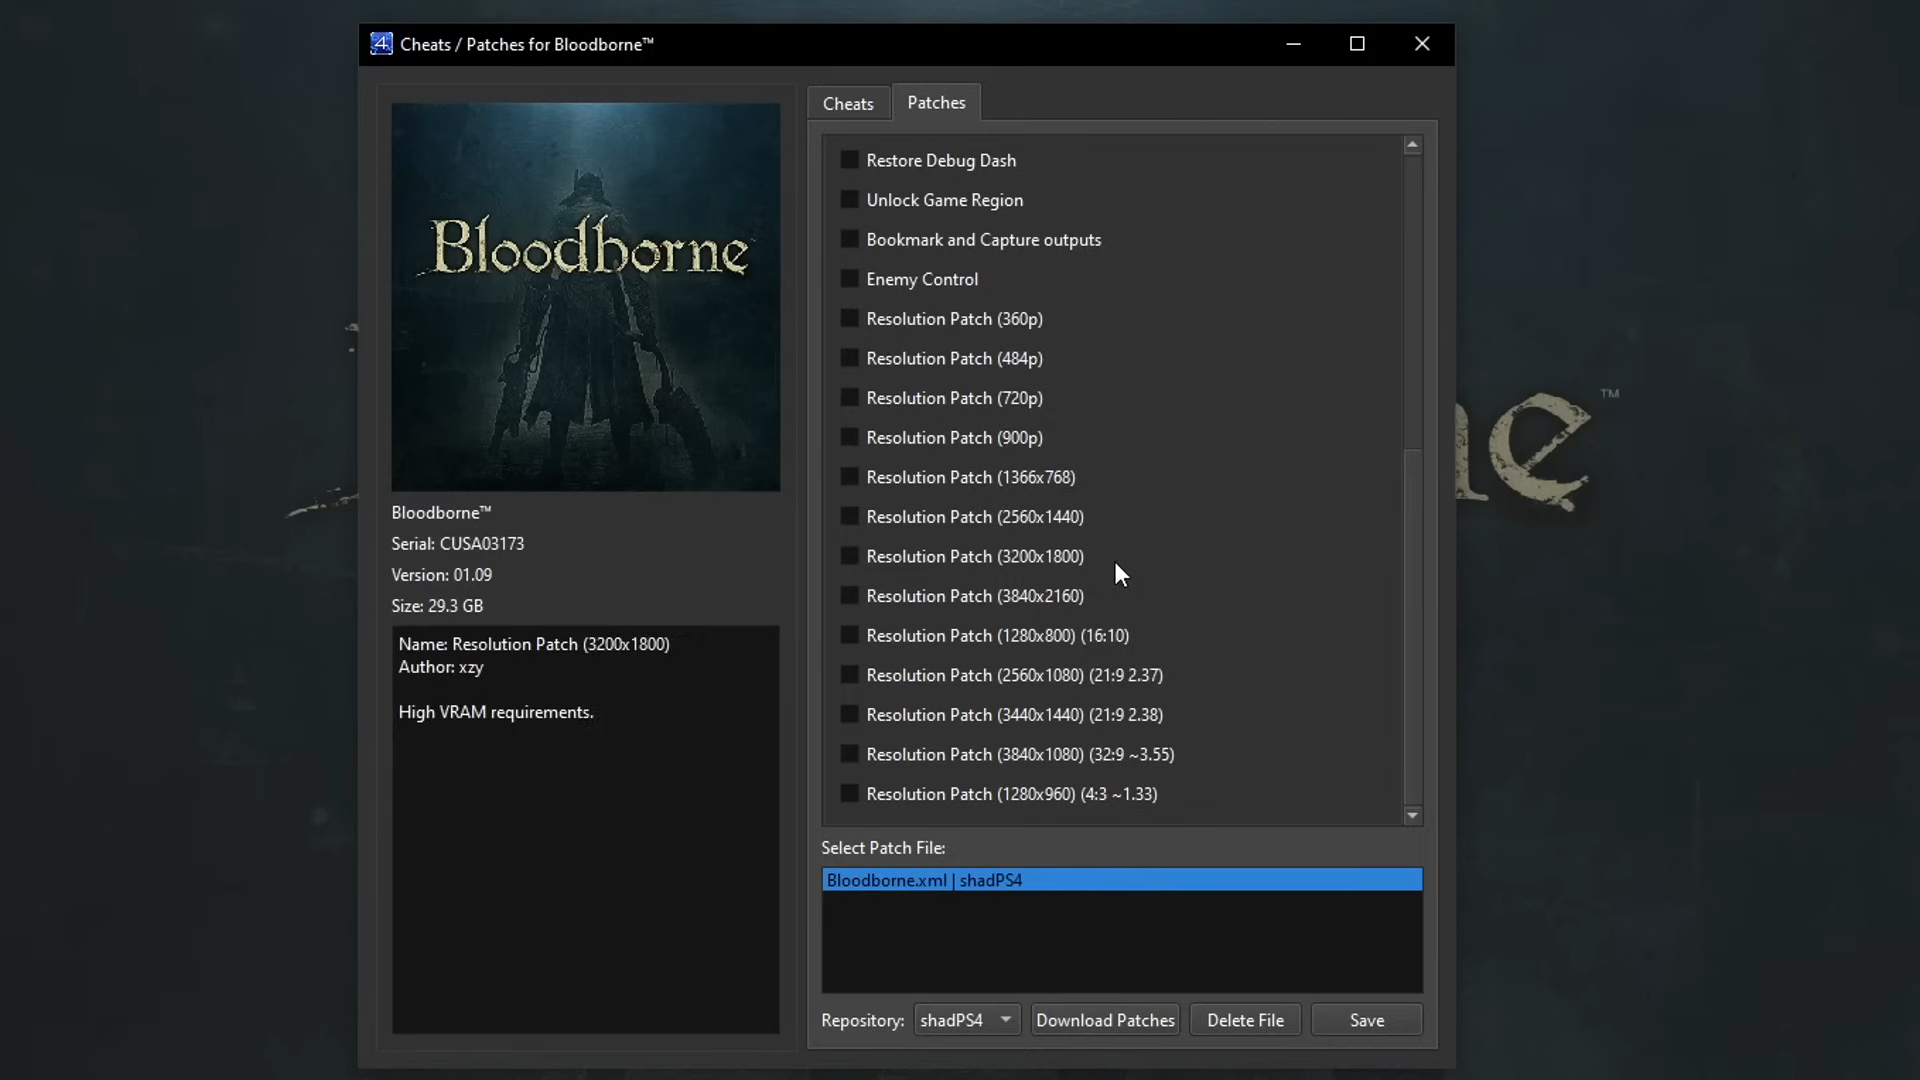 Cheats / Patches for Bloodborne™
Bloodborne
Bloodborne™
Serial: CUSA03173
Version: 01.09
Size: 29.3 GB
Name: Resolution Patch (3200x1800)
Author: xzy
High VRAM requirements.
Cheats
Patches
Restore Debug Dash
Unlock Game Region
Bookmark and Capture outputs
Enemy Control
Resolution Patch (360p)
Resolution Patch (484p)
Resolution Patch (720p)
Resolution Patch (900p)
Resolution Patch (1366x768)
Resolution Patch (2560x1440)
Resolution Patch (3200x1800)
Resolution Patch (3840x2160)
Resolution Patch (1280x800) (16:10)
Resolution Patch (2560x1080) (21:9 2.37)
Resolution Patch (3440x1440) (21:9 2.38)
Resolution Patch (3840x1080) (32:9 ~3.55)
Resolution Patch (1280x960) (4:3 ~1.33)
Select Patch File:
Bloodborne.xml | shadPS4
Repository: shadPS4 Download Patches Delete File Save
ne™